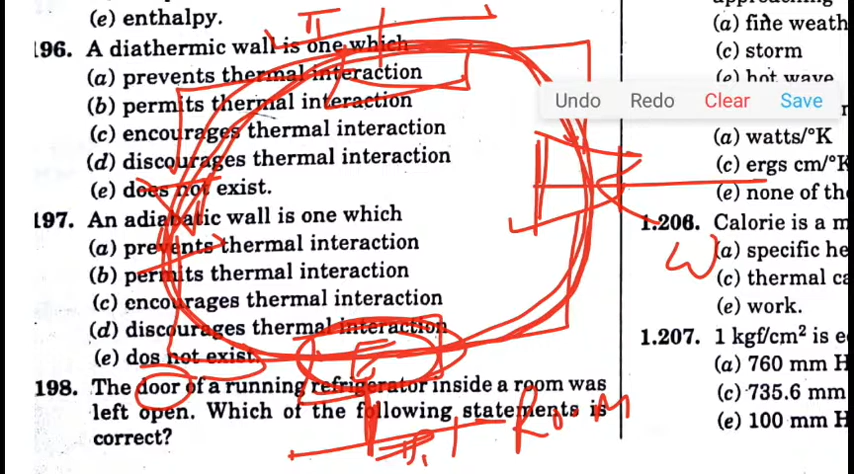 (e) enthalpy.
196. A diathermic wall is one which
(a) prevents thermal interaction
(b) permits thermal interaction
(c) encourages thermal interaction
(d) discourages thermal interaction
(e) does not exist.
197. An adiabatic wall is one which
(a) prevents thermal interaction
(b) permits thermal interaction
(c) encourages thermal interaction
(d) discourages thermal interaction
(e) dos not exist.
198. The door of a running refrigerator inside a room was
left open. Which of the following statements is
correct?
T1
E
W
Room
Undo Redo Clear Save
(a) fine weath
(c) storm
(e) hot wave
(a) watts/°K
(c) ergs cm/°K
(e) none of th
1.206. Calorie is a m
(a) specific he
(c) thermal ca
(e) work.
1.207. 1 kgf/cm² is e
(a) 760 mm H
(c) 735.6 mm
(e) 100 mm H